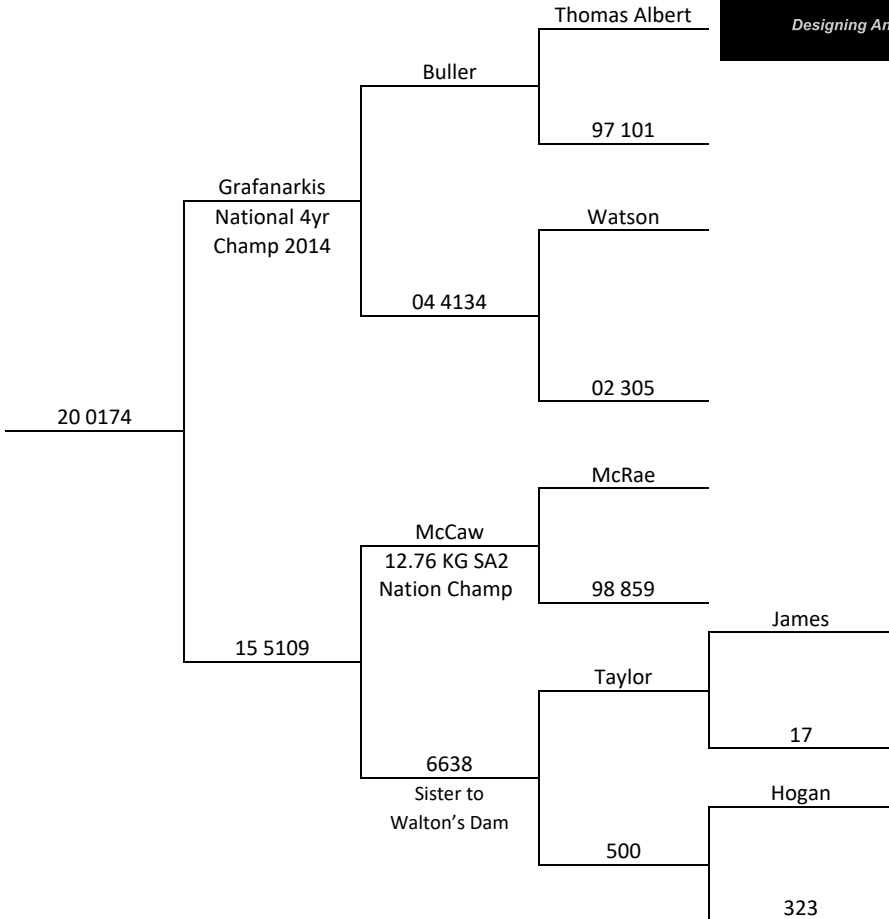 Thomas Albert
Designing
Buller
97 101
Grafanarkis
National 4yr
Champ 2014
Watson
04 4134
02 305
20 0174
McRae
McCaw
12.76 KG SA2
Nation Champ
98 859
James
15 5109
Taylor
17
6638
Sister to
Walton’s Dam
Hogan
500
323